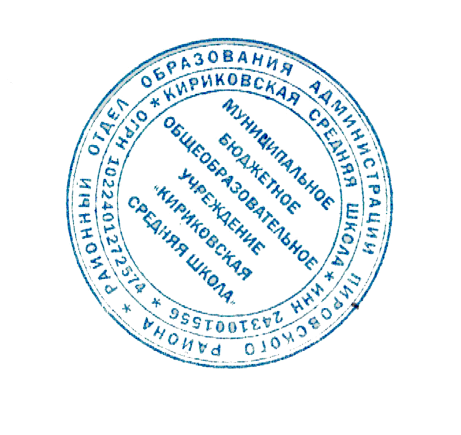 * РАЙОННЫЙ ОТДЕЛ ОБРАЗОВАНИЯ АДМИНИСТРАЦИИ ПИРОВСКОГО РАЙОНА
* КИРИКОВСКАЯ СРЕДНЯЯ ШКОЛА * ИНН 2431001556 * ОГРН 1022401272574
МУНИЦИПАЛЬНОЕ
БЮДЖЕТНОЕ
ОБЩЕОБРАЗОВАТЕЛЬНОЕ
УЧРЕЖДЕНИЕ
"КИРИКОВСКАЯ
СРЕДНЯЯ ШКОЛА"